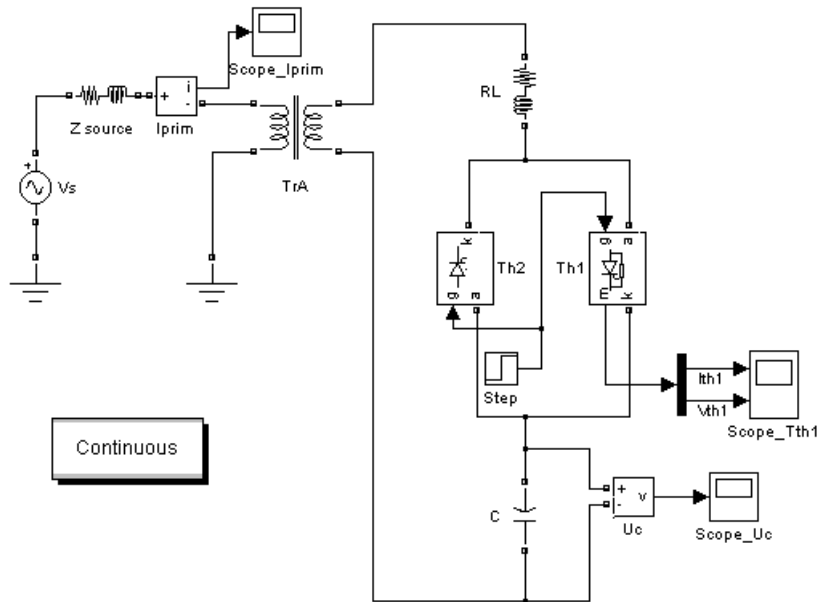 Scope_Iprim
i
+
-
Z source
Iprim
+
Vs
TrA
RL
k
Th2
g
a
g
a
Th1
m
k
Step
Ith1
Vth1
Scope_Tth1
Continuous
C
+
-
v
Uc
Scope_Uc